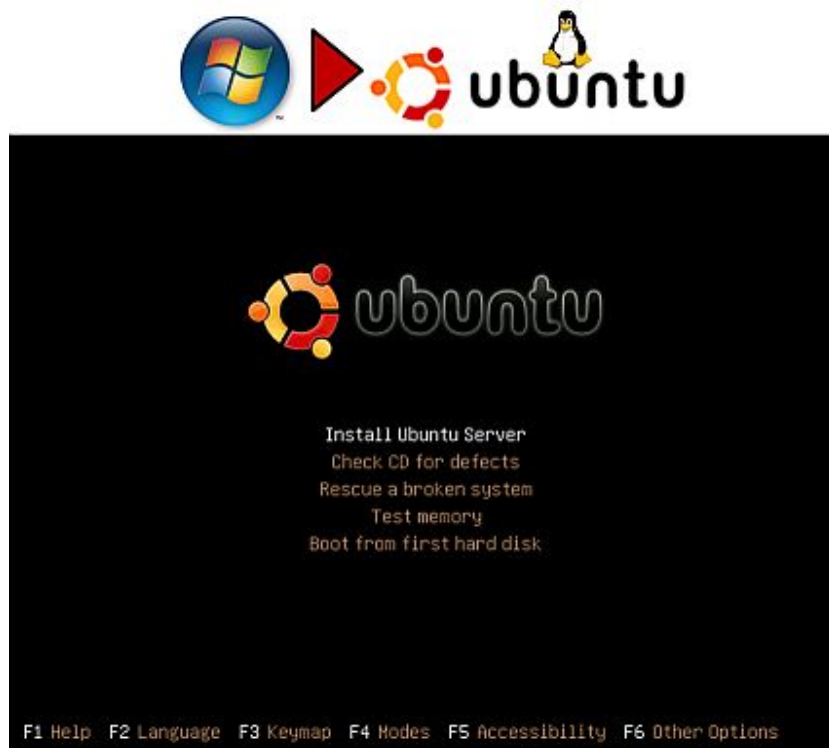 ubuntu
ubuntu
Install Ubuntu Server
Check CD for defects
Rescue a broken system
Test memory
Boot from first hard disk
F1 Help F2 Language F3 Keymap F4 Modes F5 Accessibility F6 Other Options